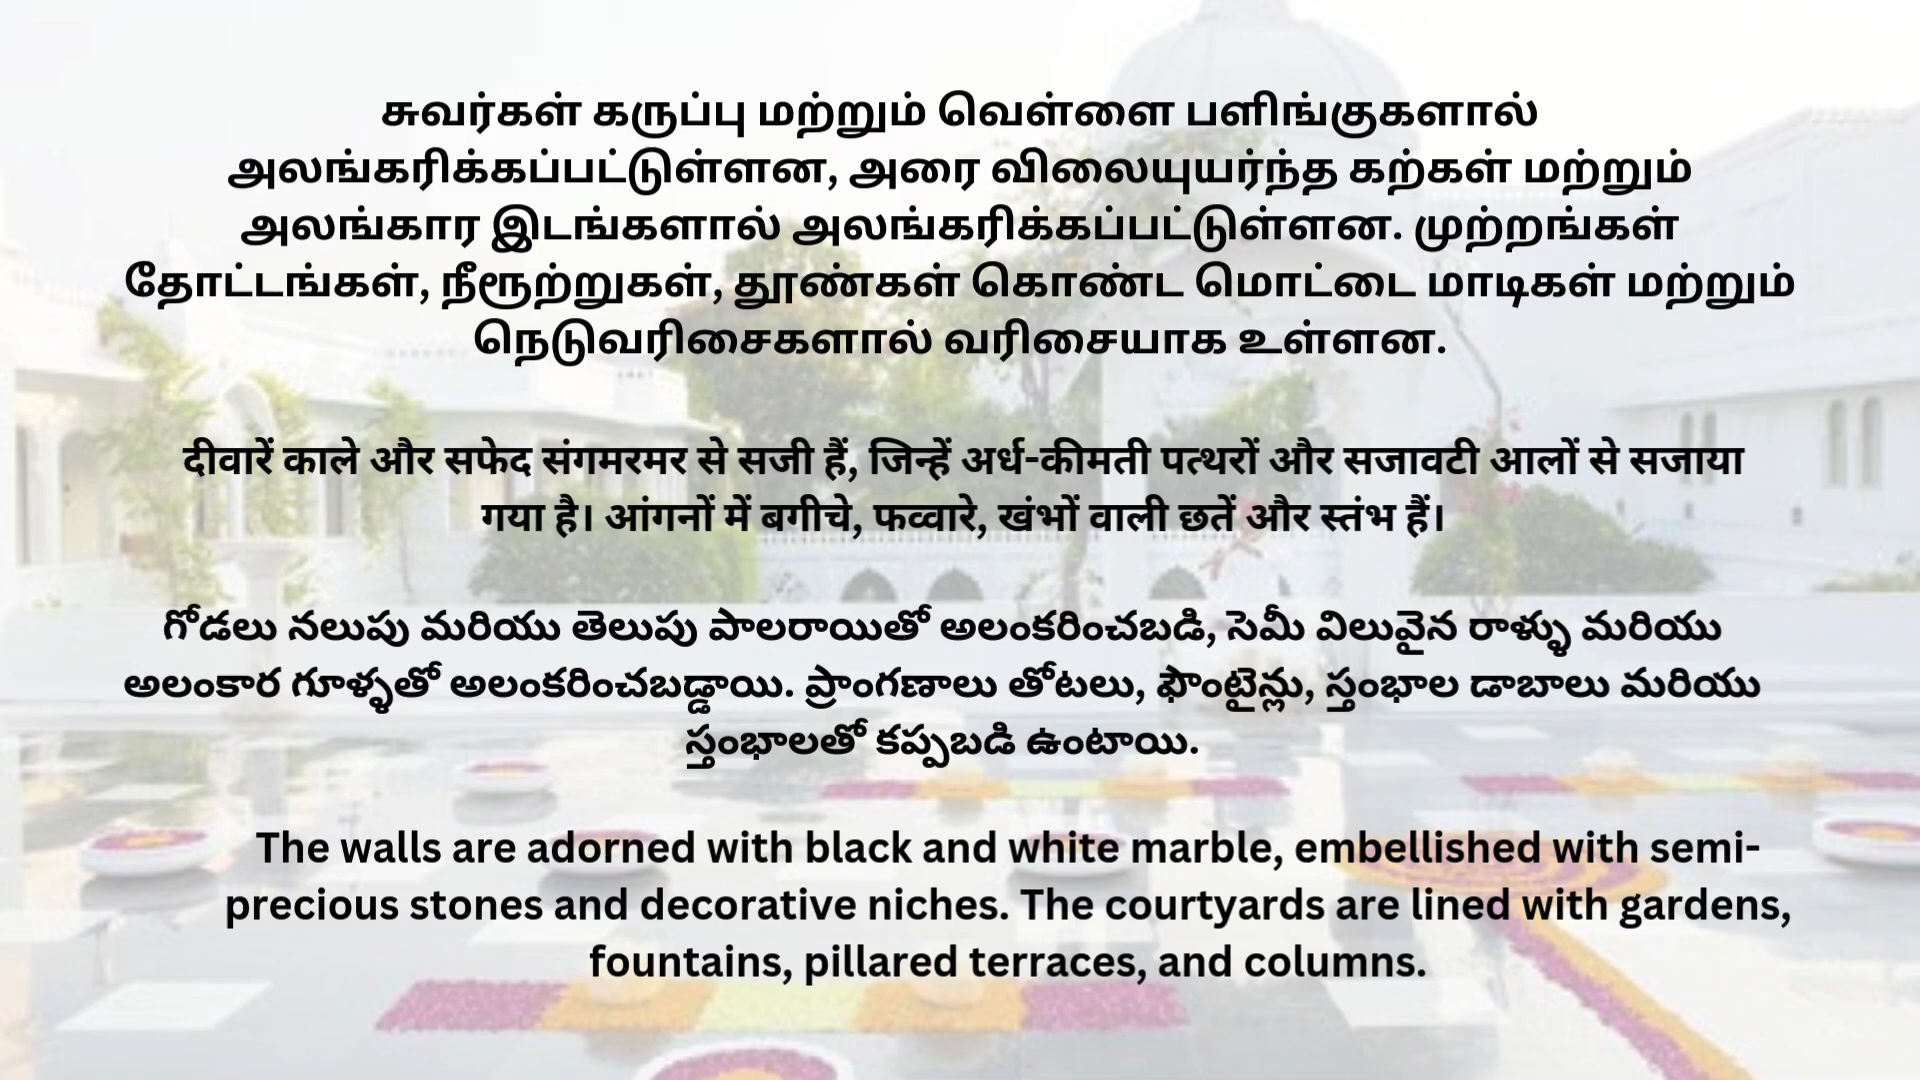 சுவர்கள் கருப்பு மற்றும் வெள்ளை பளிங்குகளால்
அலங்கரிக்கப்பட்டுள்ளன, அரை விலையுயர்ந்த கற்கள் மற்றும்
அலங்கார இடங்களால் அலங்கரிக்கப்பட்டுள்ளன. முற்றங்கள்
தோட்டங்கள், நீரூற்றுகள், தூண்கள் கொண்ட மொட்டை மாடிகள் மற்றும்
நெடுவரிசைகளால் வரிசையாக உள்ளன.
दीवारें काले और सफेद संगमरमर से सजी हैं, जिन्हें अर्ध-कीमती पत्थरों और सजावटी आलों से सजाया
गया है। आंगनों में बगीचे, फव्वारे, खंभों वाली छतें और स्तंभ हैं।
గోడలు నలుపు మరియు తెలుపు పాలరాయితో అలంకరించబడి, సెమీ విలువైన రాళ్ళు మరియు
అలంకార గూళ్ళతో అలంకరించబడ్డాయి. ప్రాంగణాలు తోటలు, ఫౌంటైన్లు, స్తంభాల డాబాలు మరియు
స్తంభాలతో కప్పబడి ఉంటాయి.
The walls are adorned with black and white marble, embellished with semi-
precious stones and decorative niches. The courtyards are lined with gardens,
fountains, pillared terraces, and columns.